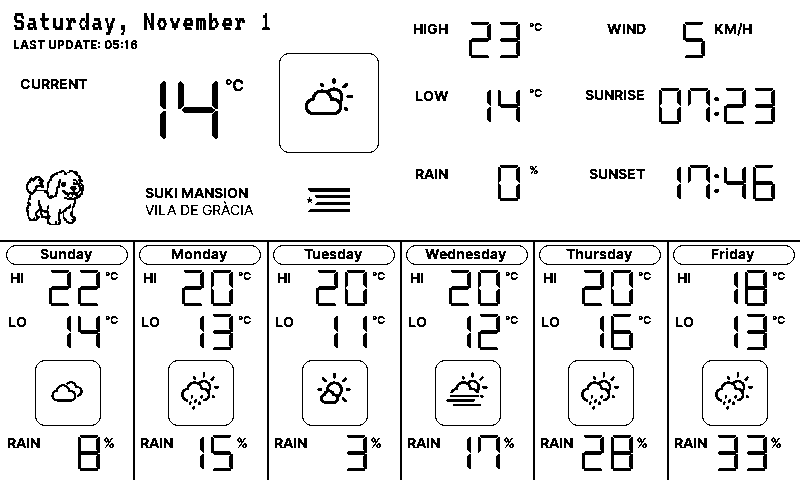 Saturday, November 1
LAST UPDATE: 05:16
CURRENT
14 °C
SUKI MANSION
VILA DE GRÀCIA
HIGH 23 °C
LOW 14 °C
RAIN 0 %
WIND 5 KM/H
SUNRISE 07:23
SUNSET 17:46
Sunday
HI 22 °C
LO 14 °C
RAIN 8 %
Monday
HI 20 °C
LO 13 °C
RAIN 15 %
Tuesday
HI 20 °C
LO 11 °C
RAIN 3 %
Wednesday
HI 20 °C
LO 12 °C
RAIN 17 %
Thursday
HI 20 °C
LO 16 °C
RAIN 28 %
Friday
HI 18 °C
LO 13 °C
RAIN 33 %